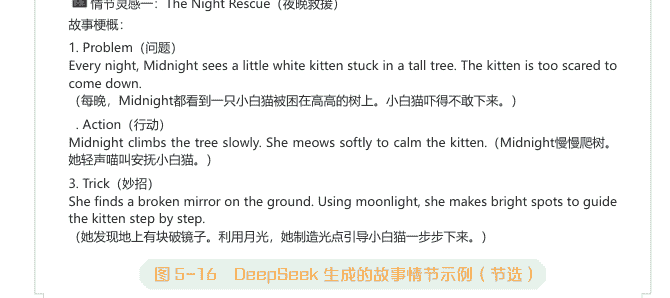 情节灵感一：The Night Rescue（夜晚救援）
故事梗概：
1. Problem（问题）
Every night, Midnight sees a little white kitten stuck in a tall tree. The kitten is too scared to
come down.
（每晚，Midnight都看到一只小白猫被困在高高的树上。小白猫吓得不敢下来。）
. Action（行动）
Midnight climbs the tree slowly. She meows softly to calm the kitten.（Midnight慢慢爬树。
她轻声喵叫安抚小白猫。）
3. Trick（妙招）
She finds a broken mirror on the ground. Using moonlight, she makes bright spots to guide
the kitten step by step.
（她发现地上有块破镜子。利用月光，她制造光点引导小白猫一步步下来。）
图 5-16 DeepSeek 生成的故事情节示例（节选）